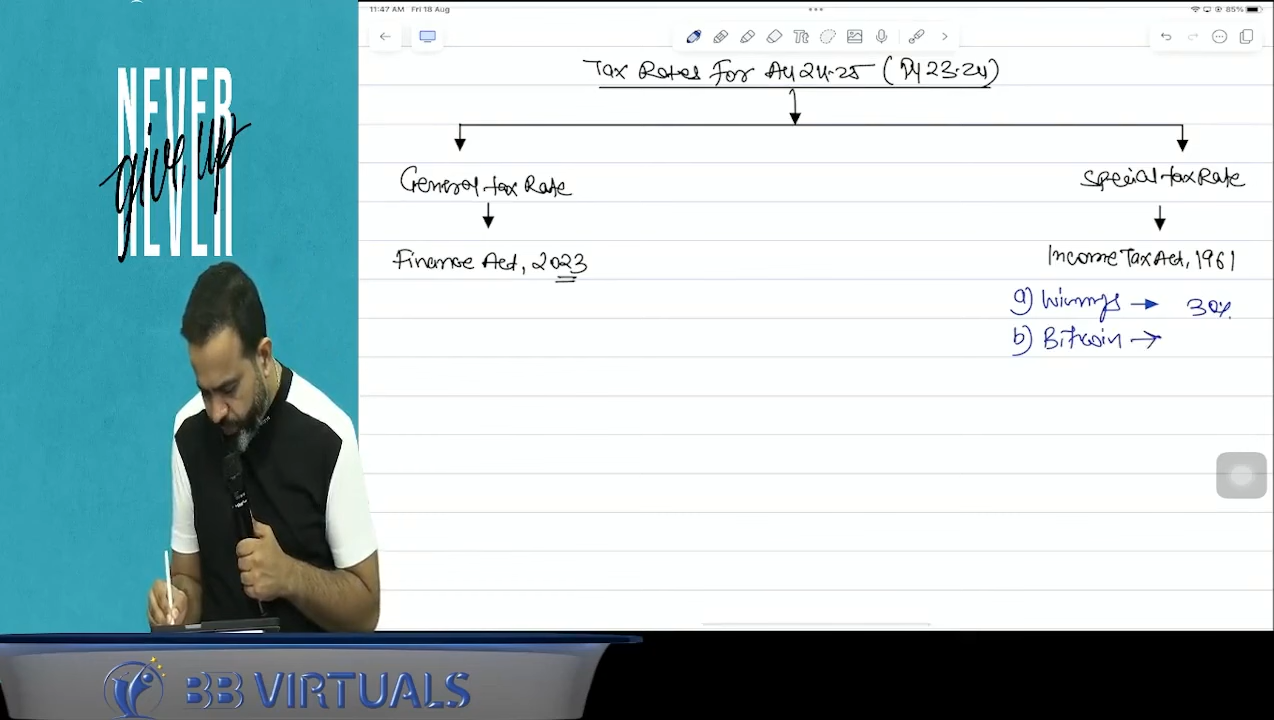 11:47 AM Fri 18 Aug
85%
NEVER
give up
NEVER
Tax Rates For AY 24-25 (PY 23-24)
General tax Rate
Special tax Rate
Finance Act, 2023
Income Tax Act, 1961
a) Winnings → 30%
b) Bitcoin →
BB VIRTUALS